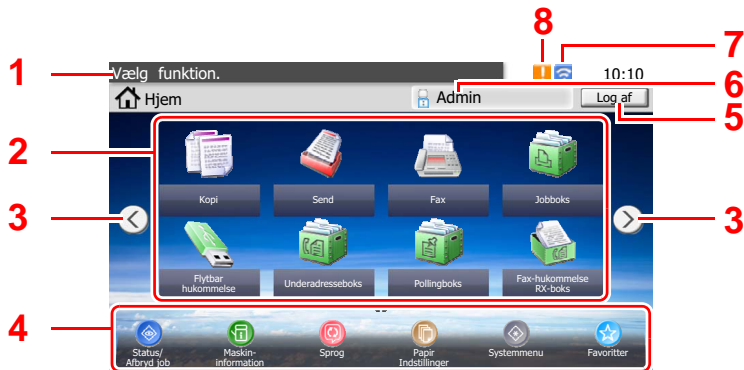 8
7
1
Vælg funktion.
10:10
6
Hjem
Admin
Log af
5
2
Kopi
Send
Fax
Jobboks
3
3
Flytbar
hukommelse
Underadresseboks
Pollingboks
Fax-hukommelse
RX-boks
4
Status/
Afbryd job
Maskin-
information
Sprog
Papir
Indstillinger
Systemmenu
Favoritter